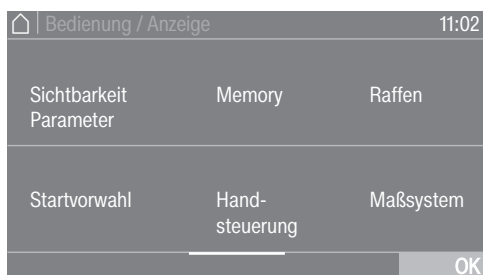 Bedienung / Anzeige 11:02
Sichtbarkeit Parameter Memory Raffen
Startvorwahl Hand-steuerung Maßsystem
OK